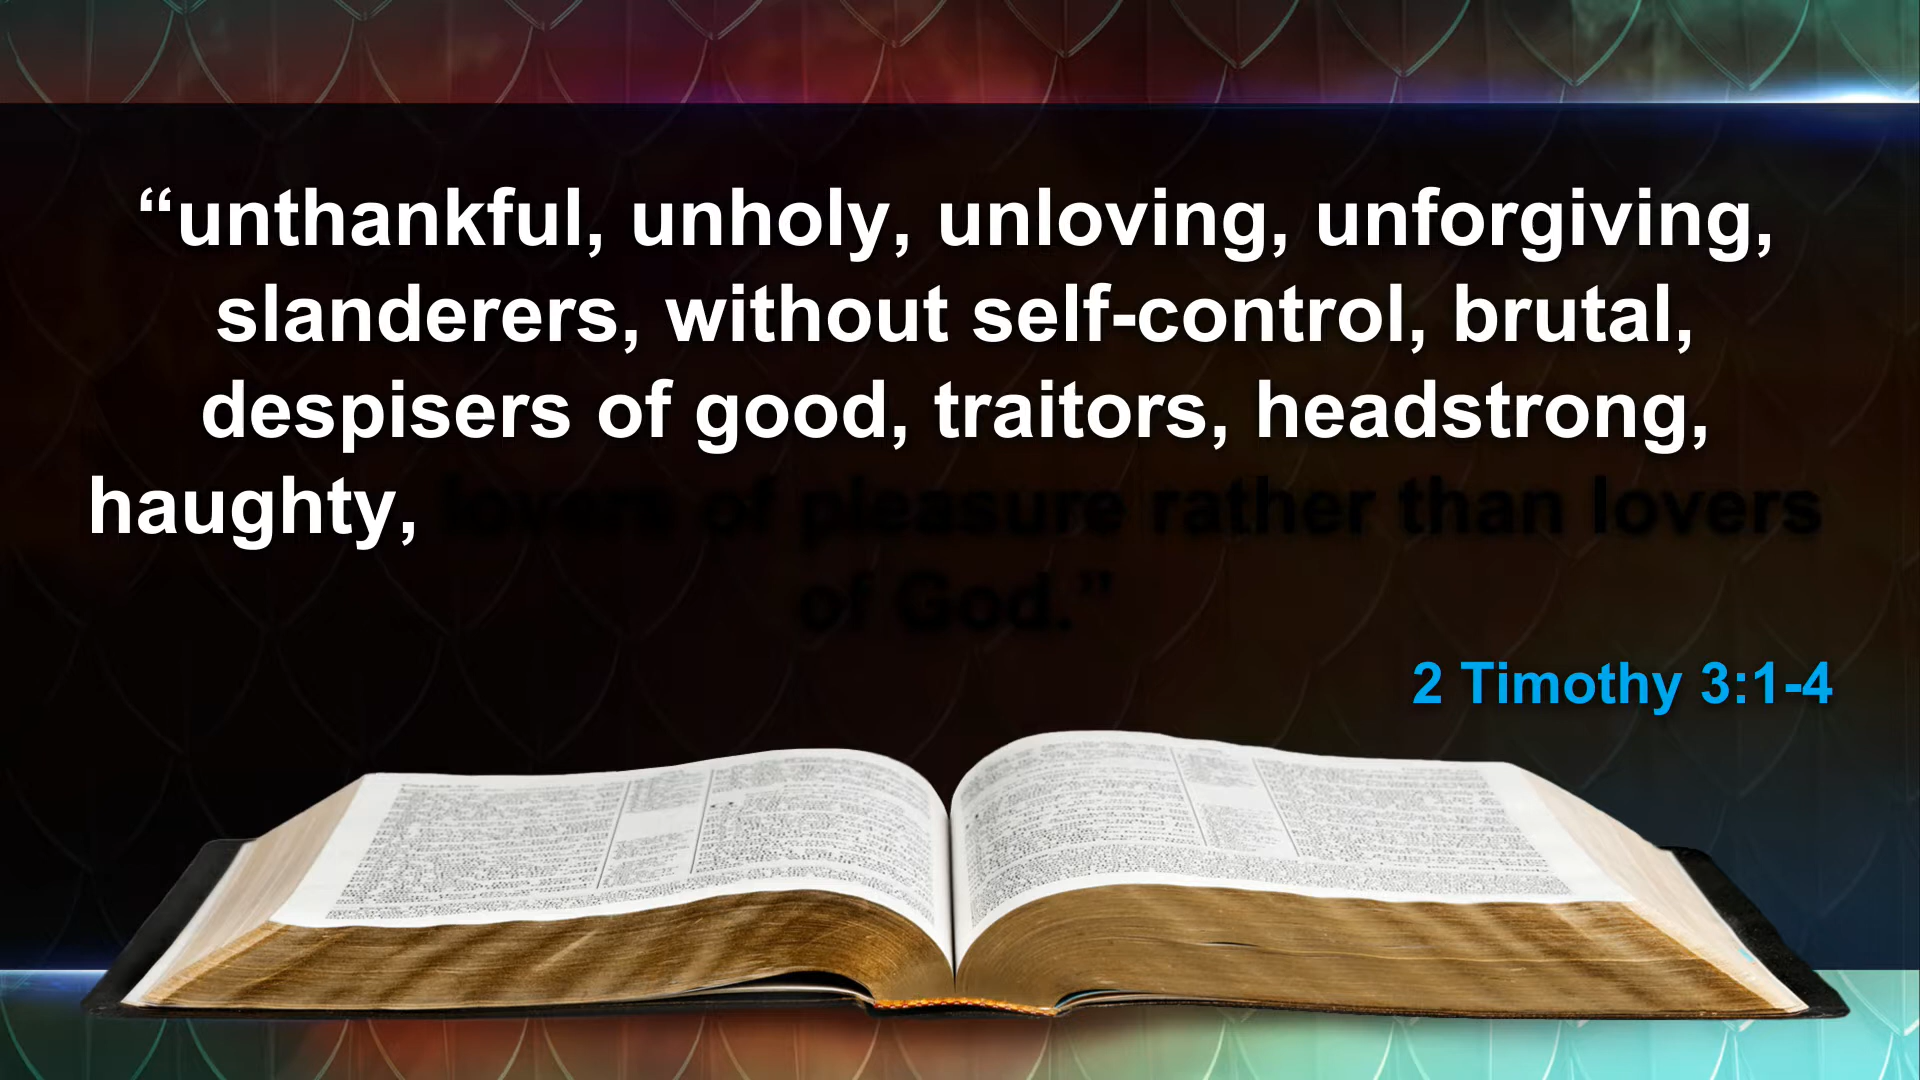 “unthankful, unholy, unloving, unforgiving,
slanderers, without self-control, brutal,
despisers of good, traitors, headstrong,
haughty, lovers of pleasure rather than lovers
of God.”
2 Timothy 3:1-4